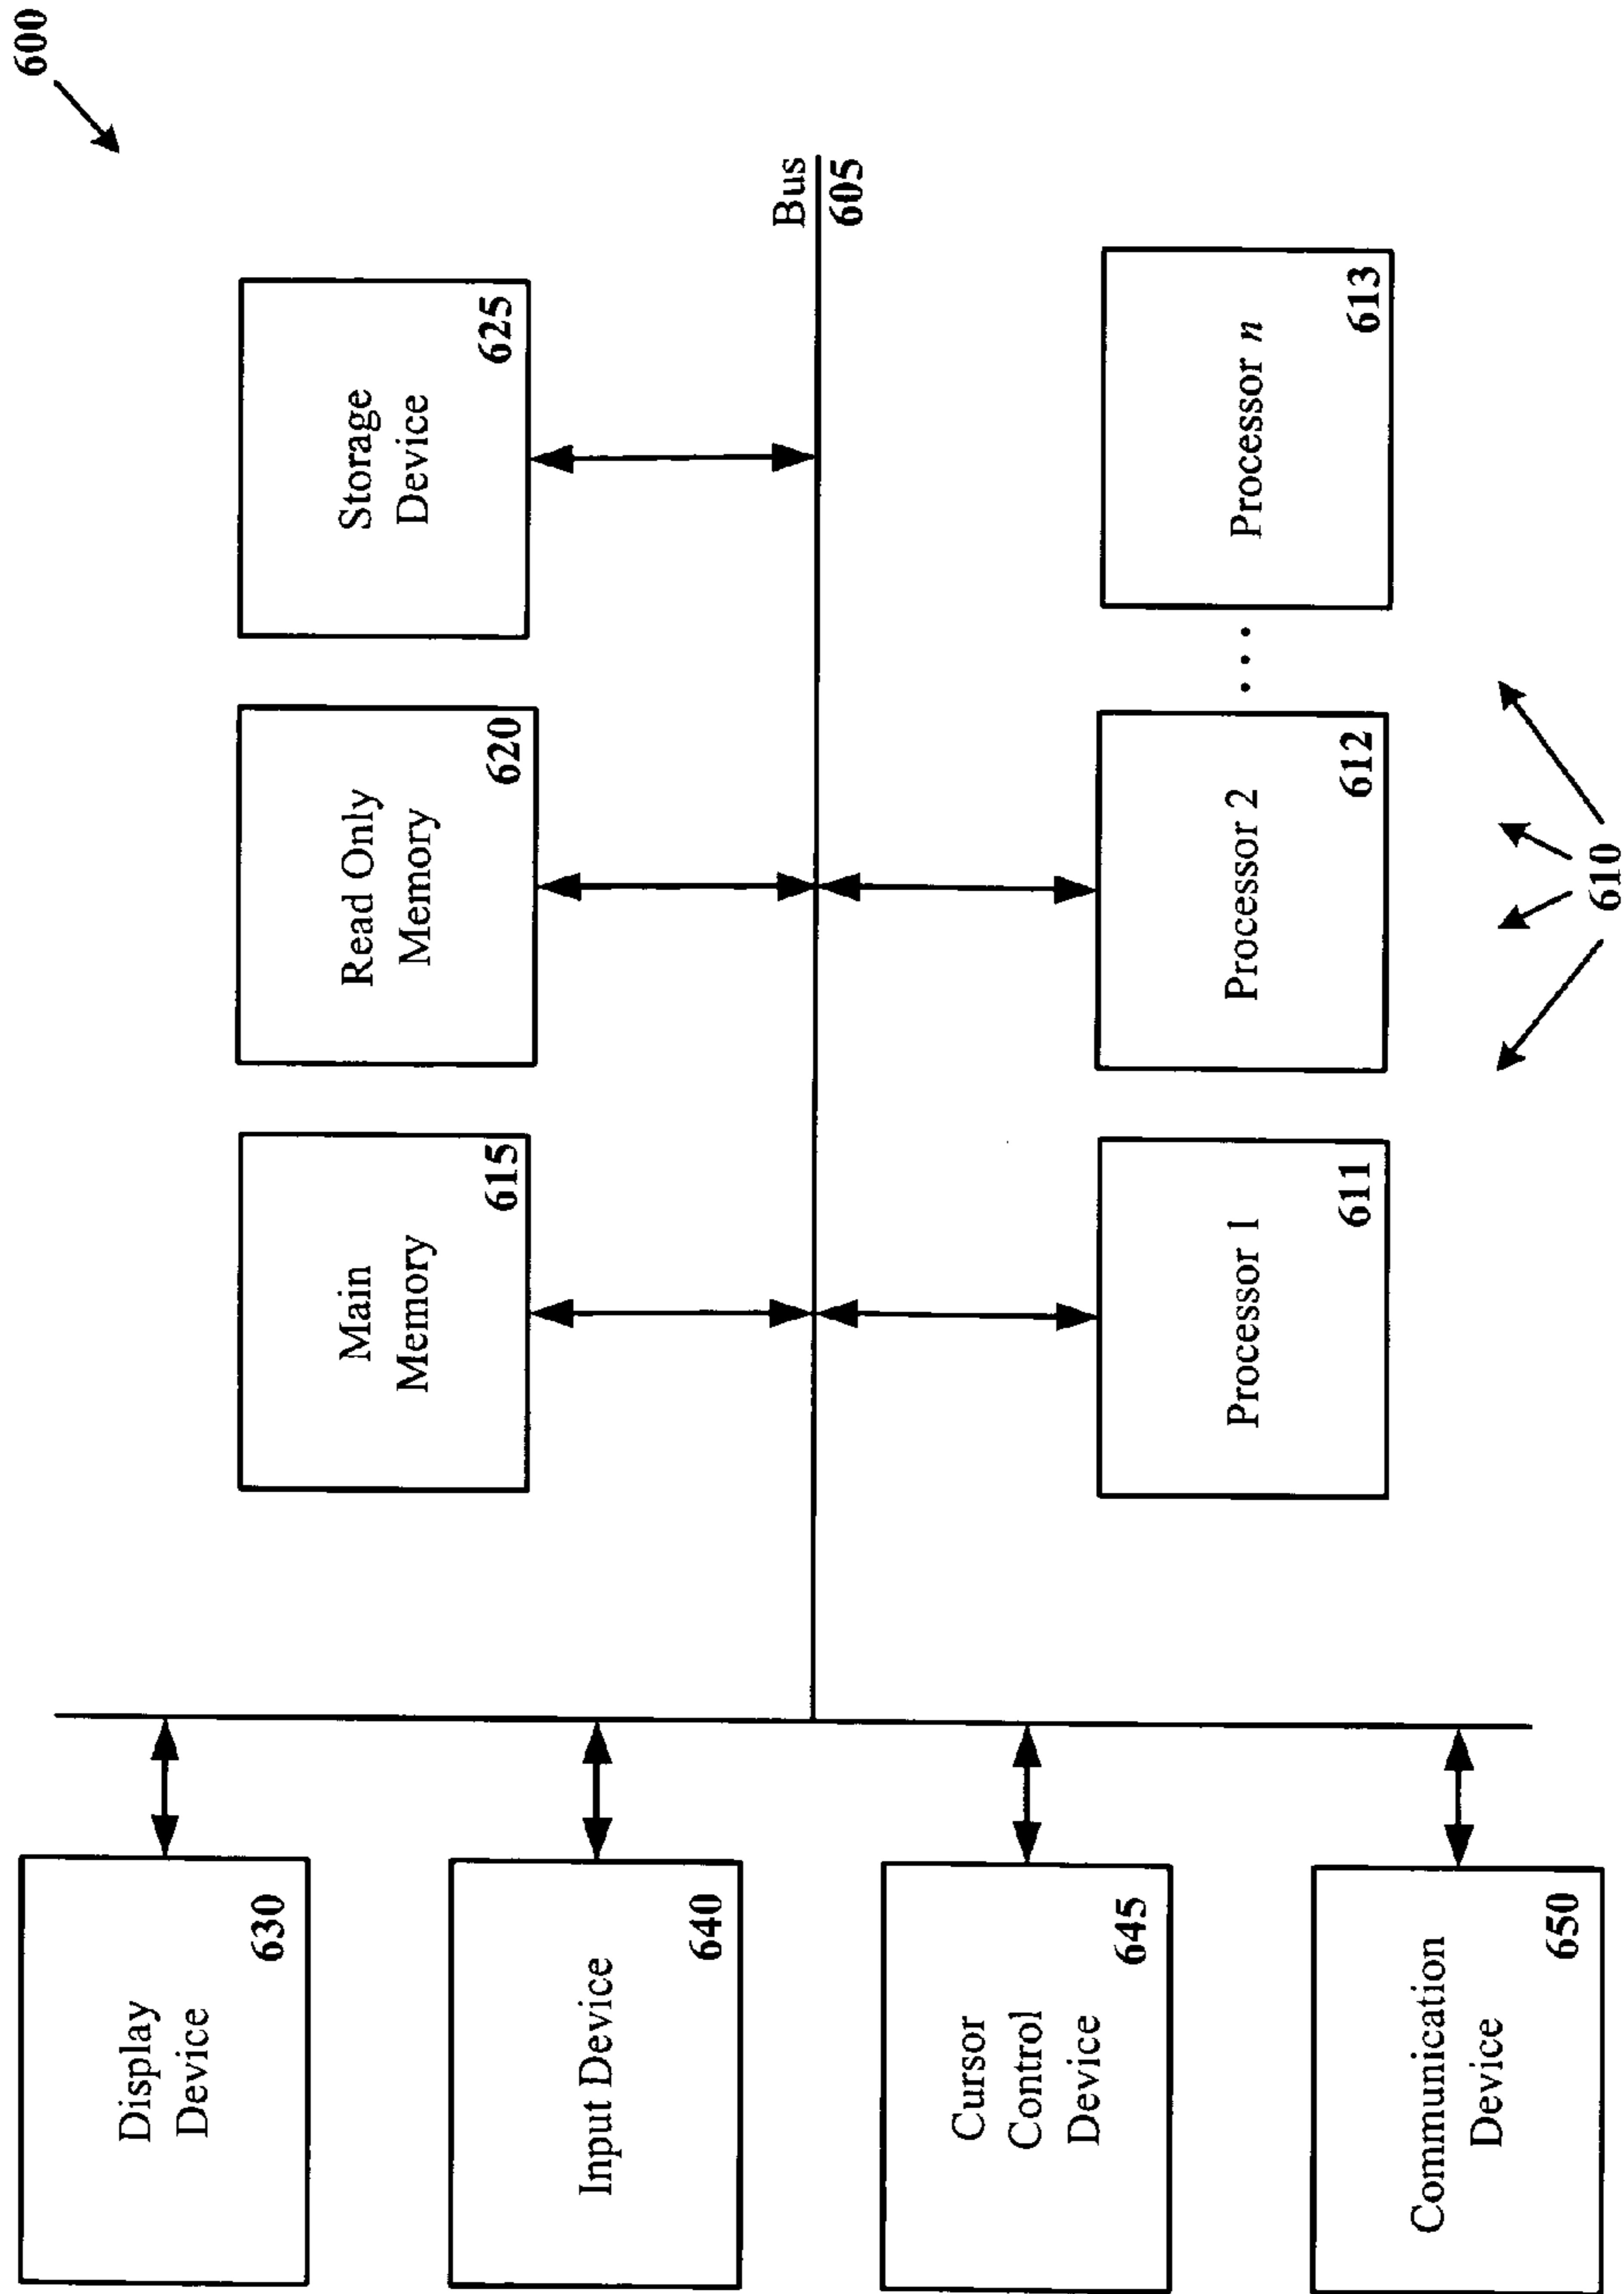 600
Storage
Device
625
Read Only
Memory
620
Main
Memory
615
Bus
605
Processor 1
611
Processor 2
612
. . .
Processor n
613
610
Display
Device
630
Input Device
640
Cursor
Control
Device
645
Communication
Device
650